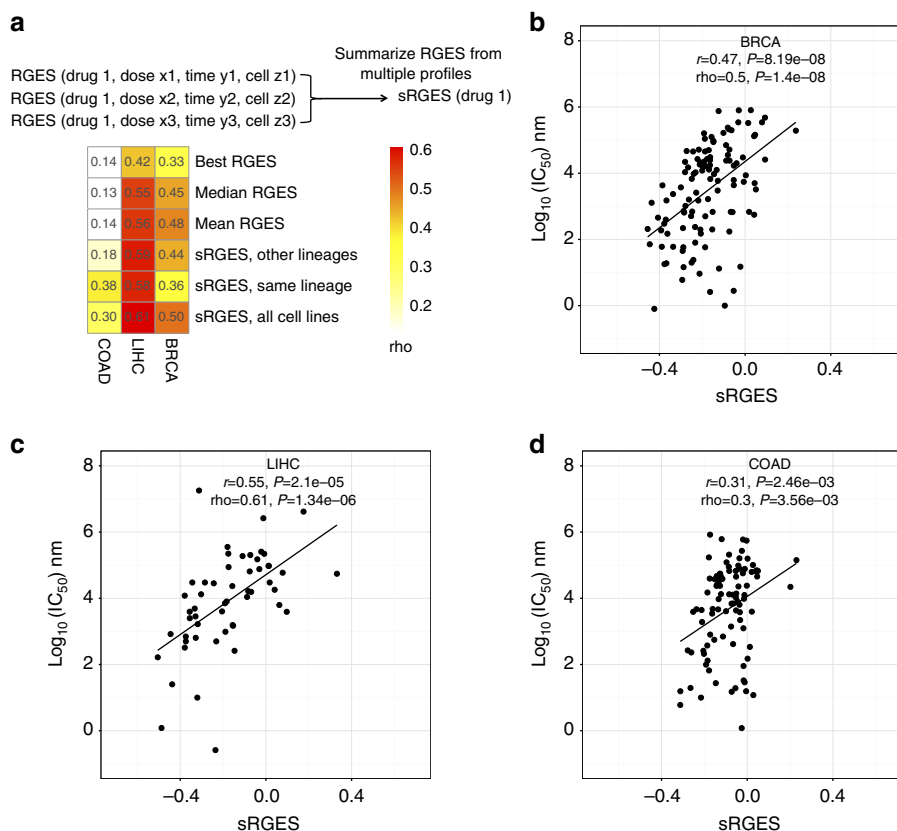 a
Summarize RGES from
multiple profiles
RGES (drug 1, dose x1, time y1, cell z1)
RGES (drug 1, dose x2, time y2, cell z2)
RGES (drug 1, dose x3, time y3, cell z3)
sRGES (drug 1)
0.14 0.42 0.33 Best RGES
0.13 0.55 0.45 Median RGES
0.14 0.56 0.48 Mean RGES
0.18 0.59 0.44 sRGES, other lineages
0.38 0.58 0.36 sRGES, same lineage
0.30 0.61 0.50 sRGES, all cell lines
COAD LIHC BRCA
0.6
0.5
0.4
0.3
0.2
rho
b
BRCA
r=0.47, P=8.19e−08
rho=0.5, P=1.4e−08
8
6
4
2
0
Log10 (IC50) nm
−0.4 0.0 0.4
sRGES
c
LIHC
r=0.55, P=2.1e−05
rho=0.61, P=1.34e−06
8
6
4
2
0
Log10 (IC50) nm
−0.4 0.0 0.4
sRGES
d
COAD
r=0.31, P=2.46e−03
rho=0.3, P=3.56e−03
8
6
4
2
0
Log10 (IC50) nm
−0.4 0.0 0.4
sRGES